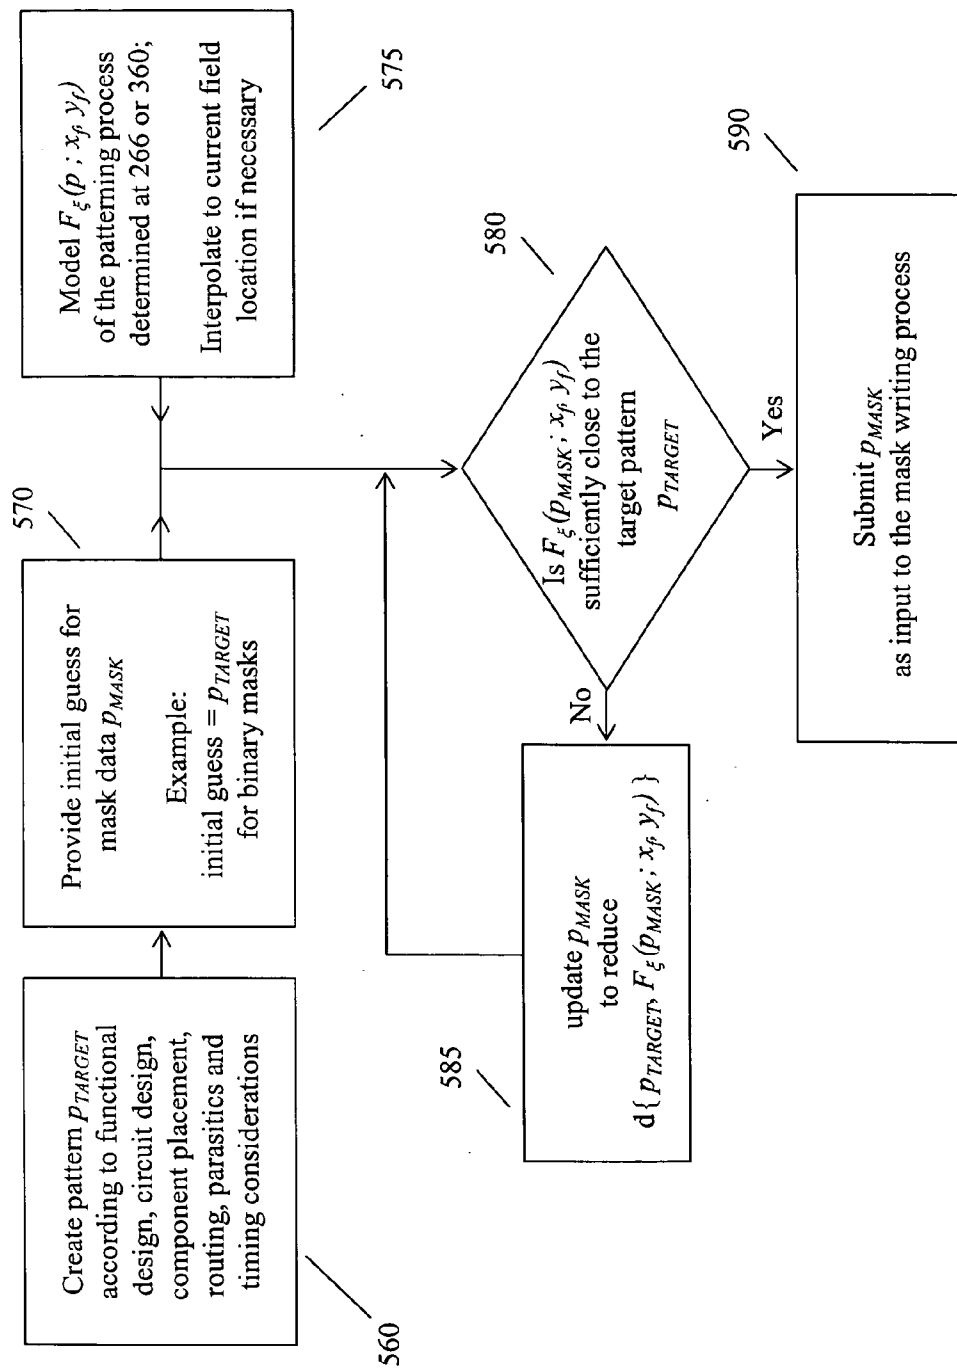 Create pattern p_TARGET
according to functional
design, circuit design,
component placement,
routing, parasitics and
timing considerations
560
Provide initial guess for
mask data p_MASK
Example:
initial guess = p_TARGET
for binary masks
570
Model F_ξ(p ; x_f, y_f)
of the patterning process
determined at 266 or 360;
Interpolate to current field
location if necessary
575
Is F_ξ(p_MASK ; x_f, y_f)
sufficiently close to the
target pattern
p_TARGET
580
No
Yes
update p_MASK
to reduce
d{p_TARGET, F_ξ(p_MASK ; x_f, y_f) }
585
Submit p_MASK
as input to the mask writing process
590